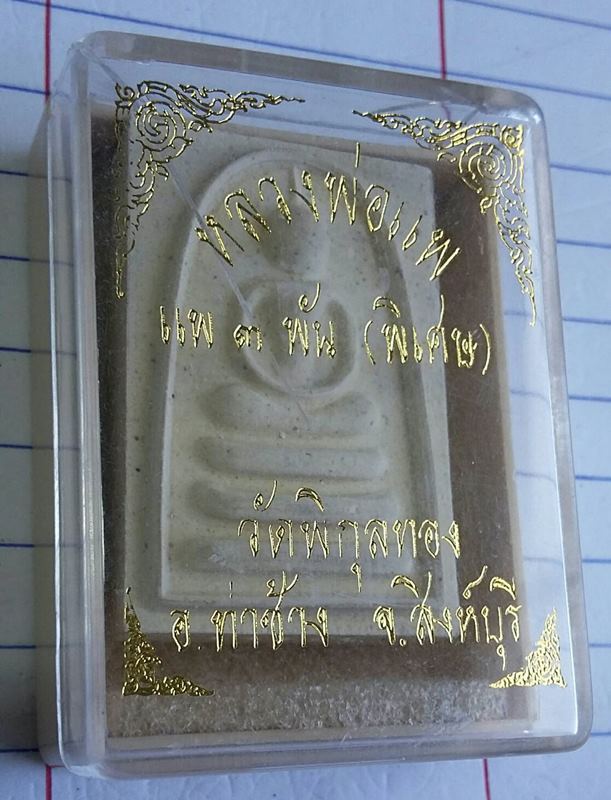 หลวงพ่อแพ
แพ ๓ พัน (พิเศษ)
วัดพิกุลทอง
อ.ท่าช้าง จ.สิงห์บุรี